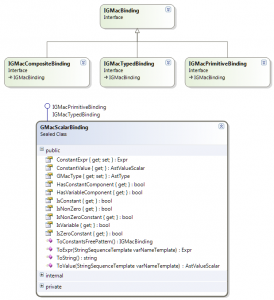 IGMacBinding
Interface
IGMacCompositeBinding
Interface
IGMacBinding
IGMacTypedBinding
Interface
IGMacBinding
IGMacPrimitiveBinding
Interface
IGMacBinding
IGMacPrimitiveBinding
IGMacTypedBinding
GMacScalarBinding
Sealed Class
public
ConstantExpr { get; set; } : Expr
ConstantValue { get; } : AstValueScalar
GMacType { get; set; } : AstType
HasConstantComponent { get; } : bool
HasVariableComponent { get; } : bool
IsConstant { get; } : bool
IsNonZero { get; } : bool
IsNonZeroConstant { get; } : bool
IsVariable { get; } : bool
IsZeroConstant { get; } : bool
ToConstantsFreePattern() : IGMacBinding
ToExpr(StringSequenceTemplate varNameTemplate) : Expr
ToString() : string
ToValue(StringSequenceTemplate varNameTemplate) : AstValueScalar
internal
private